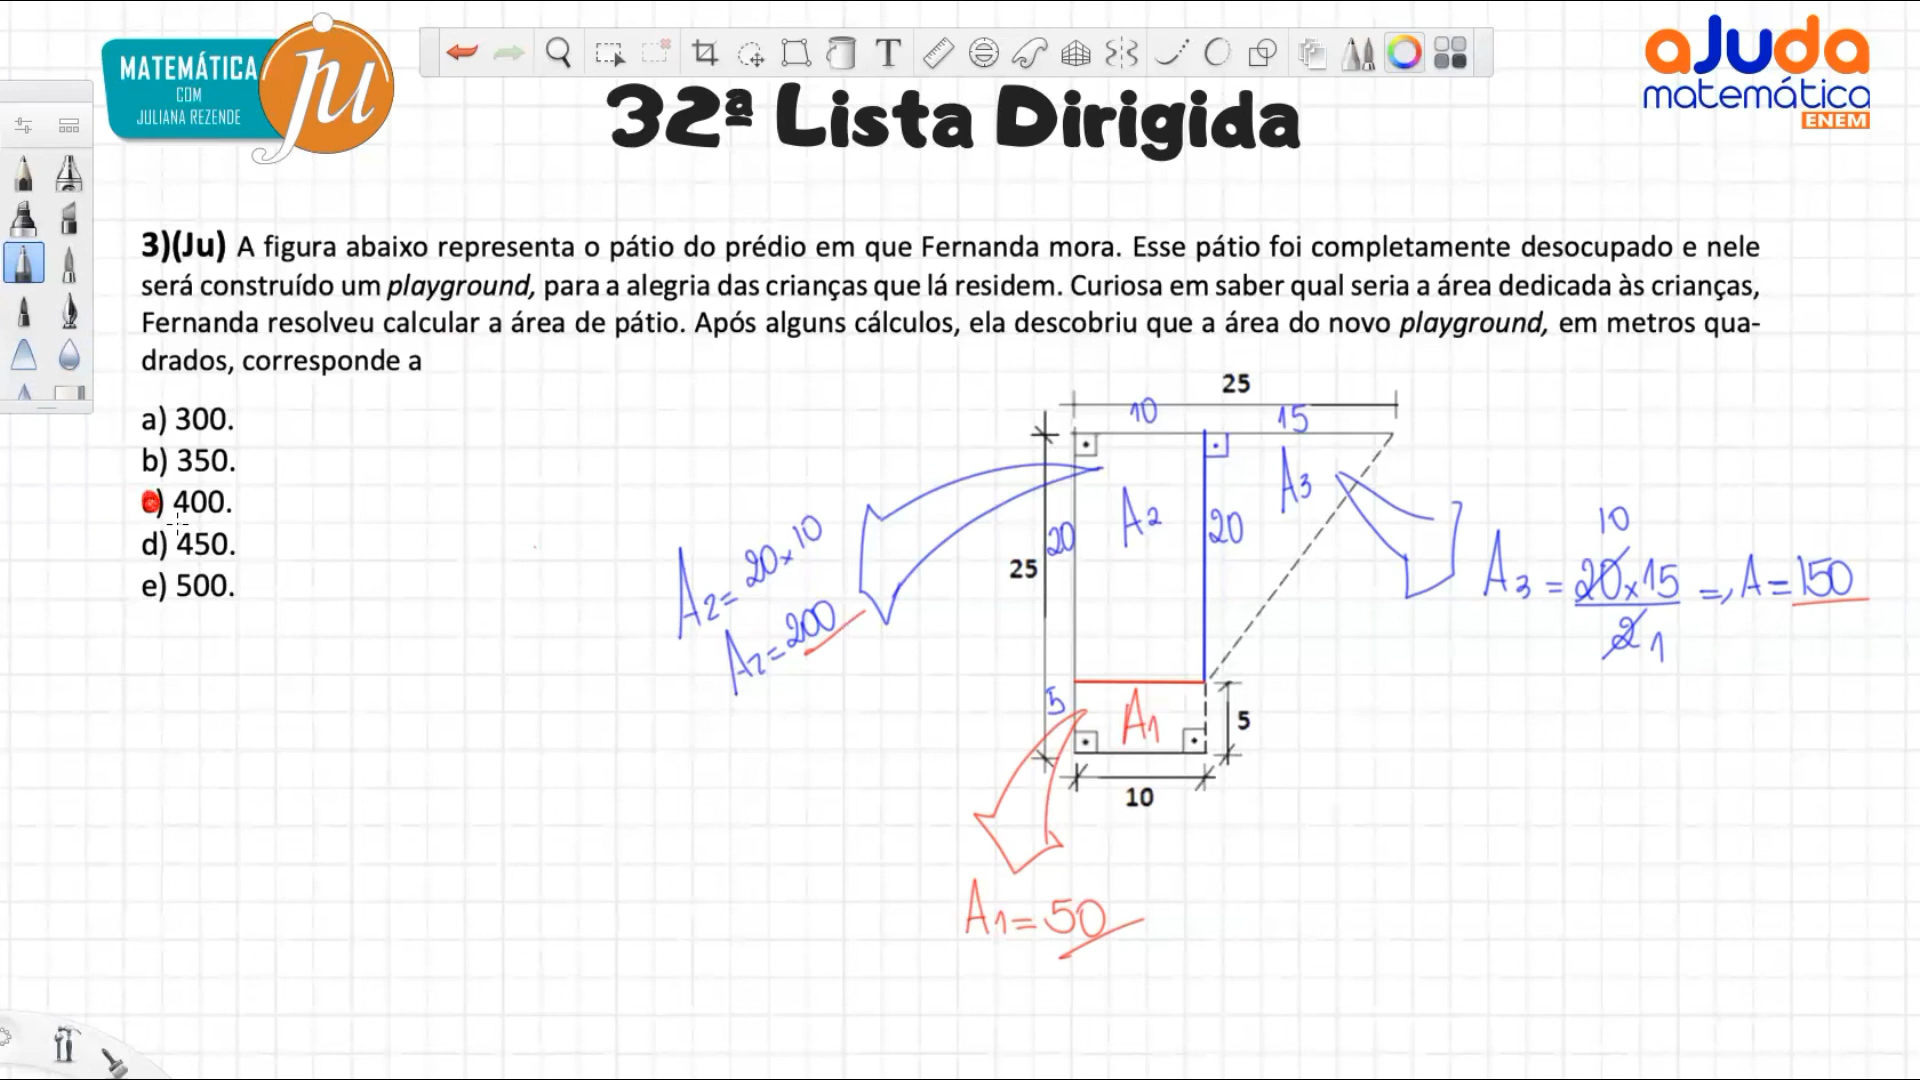 MATEMÁTICA
COM
JULIANA REZENDE
ju
aJuda
matemática
ENEM
32ª Lista Dirigida
3)(Ju) A figura abaixo representa o pátio do prédio em que Fernanda mora. Esse pátio foi completamente desocupado e nele
será construído um playground, para a alegria das crianças que lá residem. Curiosa em saber qual seria a área dedicada às crianças,
Fernanda resolveu calcular a área de pátio. Após alguns cálculos, ela descobriu que a área do novo playground, em metros qua-
drados, corresponde a
a) 300.
b) 350.
) 400.
d) 450.
e) 500.
25
10 15
A2
A3
20
20
25
5
A1
5
10
A2=20x10
A2=200
A3 = 20x15/2 =, A=150
10
1
A1=50